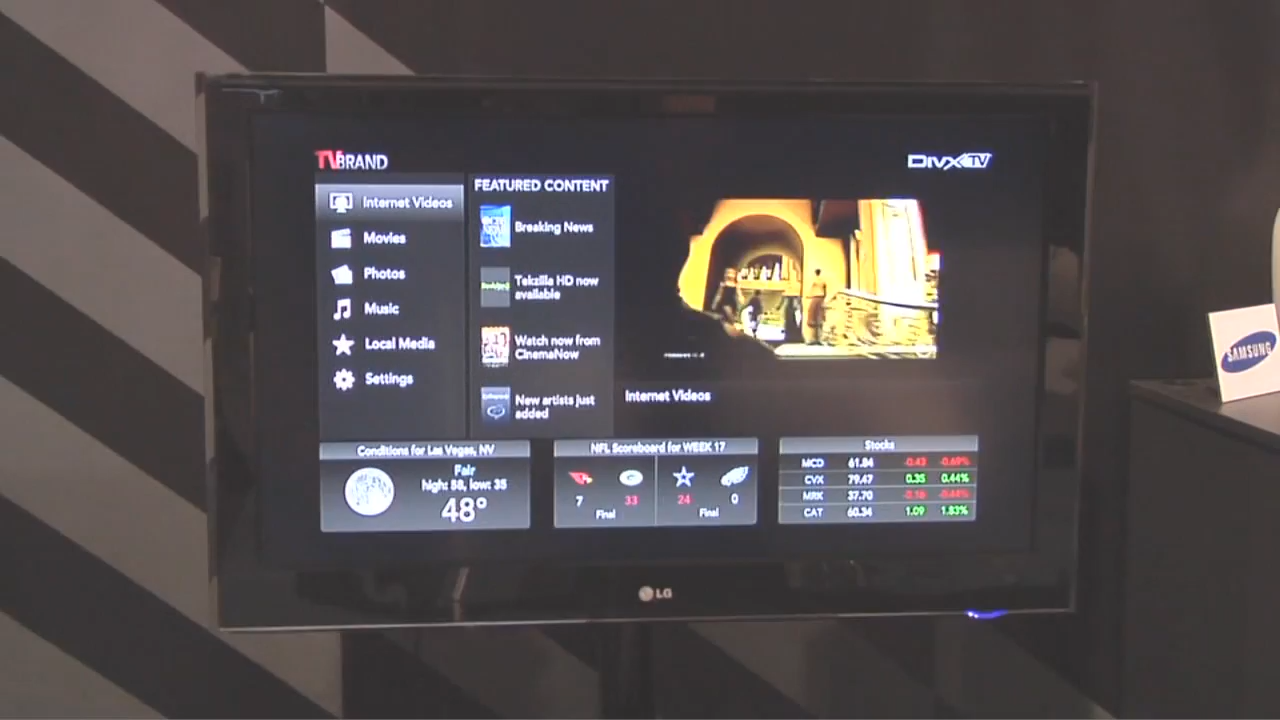 TVBRAND
DIVX TV
Internet Videos
Movies
Photos
Music
Local Media
Settings
FEATURED CONTENT
Breaking News
Tekzilla HD now
available
Watch now from
CinemaNow
New artists just
added
Internet Videos
Conditions for Las Vegas, NV
Fair
high: 58, low: 35
48°
NFL Scoreboard for WEEK 17
7 33
Final
24 0
Final
Stocks
MCD 61.84 -0.43 -0.69%
CVX 79.47 0.35 0.44%
MRK 37.70 -0.16 -0.44%
CAT 60.34 1.09 1.83%
LG
SAMSUNG